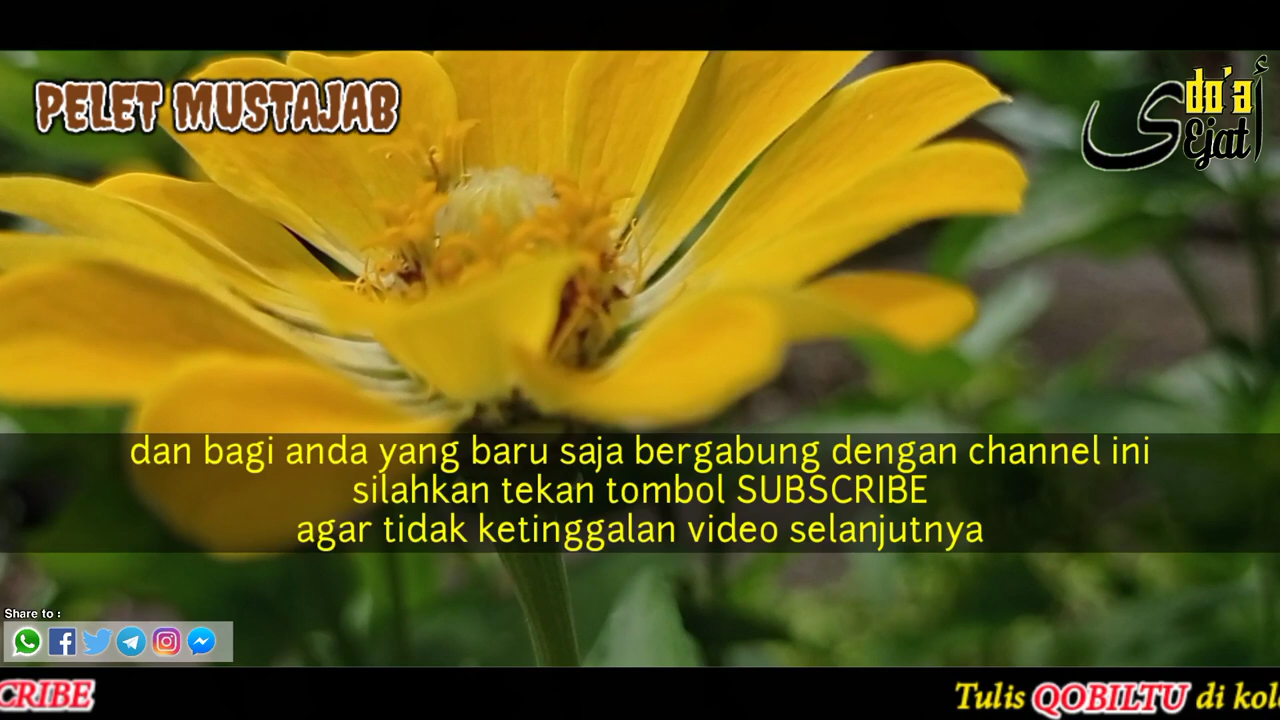 PELET MUSTAJAB
do'a
Ejati
dan bagi anda yang baru saja bergabung dengan channel ini
silahkan tekan tombol SUBSCRIBE
agar tidak ketinggalan video selanjutnya
Share to :
CRIBE
Tulis QOBILTU di kol